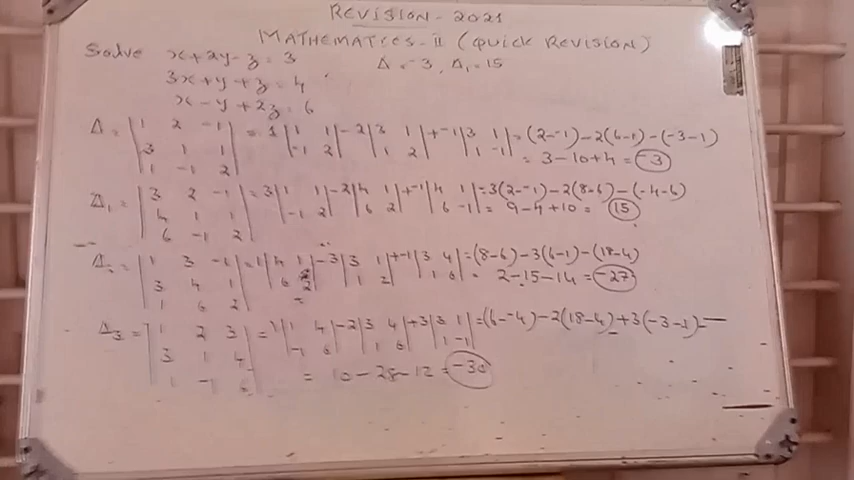 REVISION - 2021
MATHEMATICS - II (QUICK REVISION)
Solve x+2y-z=3
Δ=-3, Δ₁=15
3x+y+z=4
x-y+2z=6
Δ= |1 2 -1; 3 1 1; 1 -1 2| = 1|1 1; -1 2| -2|3 1; 1 2| +-1|3 1; 1 -1| = (2--1)-2(6-1)-(-3-1)
= 3-10+4 = -3
Δ₁= |3 2 -1; 4 1 1; 6 -1 2| = 3|1 1; -1 2| -2|4 1; 6 2| +-1|4 1; 6 -1| = 3(2--1)-2(8-6)-(-4-6)
= 9-4+10 = 15
Δ₂= |1 3 -1; 3 4 1; 1 6 2| = 1|4 1; 6 2| -3|3 1; 1 2| +-1|3 4; 1 6| = (8-6)-3(6-1)-(18-4)
= 2-15-14 = -27
Δ3 = |1 2 3; 3 1 4; 1 -1 6| = 1|1 4; -1 6| -2|3 4; 1 6| +3|3 1; 1 -1| = (6--4)-2(18-4)+3(-3-1)
= 10-28-12 = -30